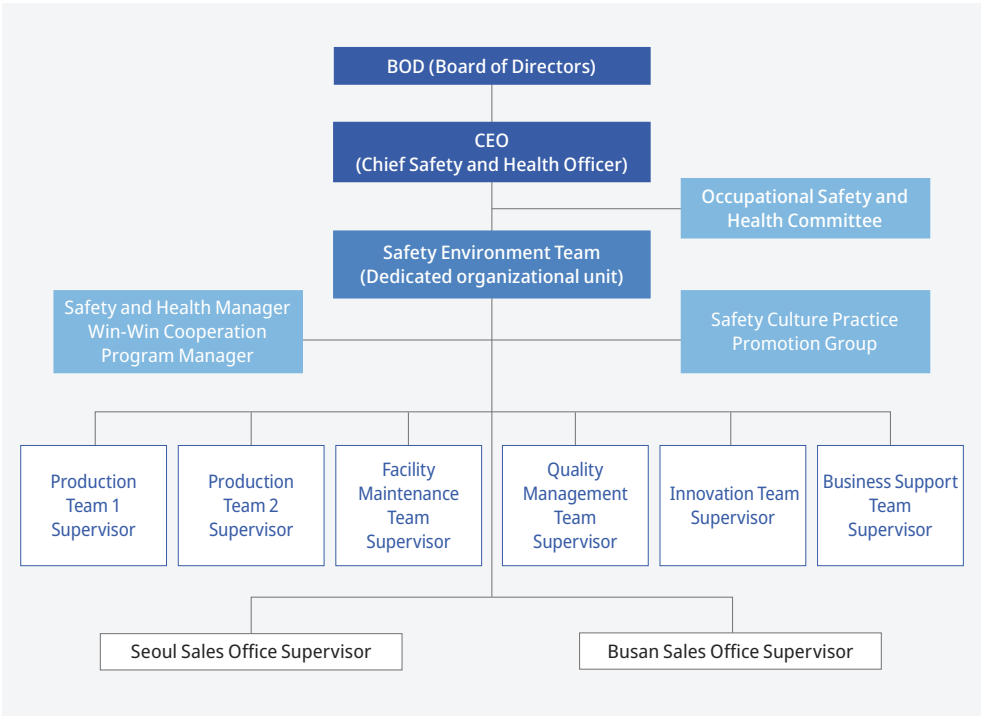 BOD (Board of Directors)
CEO
(Chief Safety and Health Officer)
Occupational Safety and
Health Committee
Safety Environment Team
(Dedicated organizational unit)
Safety and Health Manager
Win-Win Cooperation
Program Manager
Safety Culture Practice
Promotion Group
Production
Team 1
Supervisor
Production
Team 2
Supervisor
Facility
Maintenance
Team
Supervisor
Quality
Management
Team
Supervisor
Innovation Team
Supervisor
Business Support
Team
Supervisor
Seoul Sales Office Supervisor
Busan Sales Office Supervisor